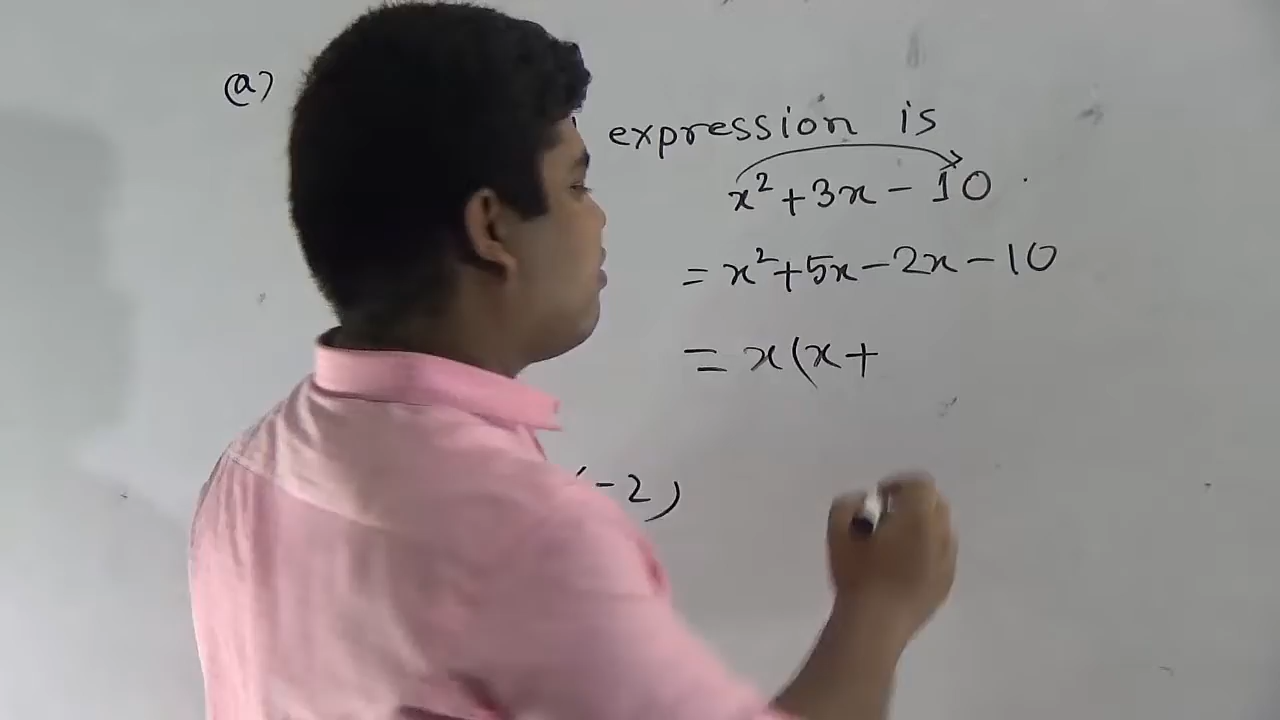 (a) expression is
x² + 3x - 10
= x² + 5x - 2x - 10
= x(x +
(-2)